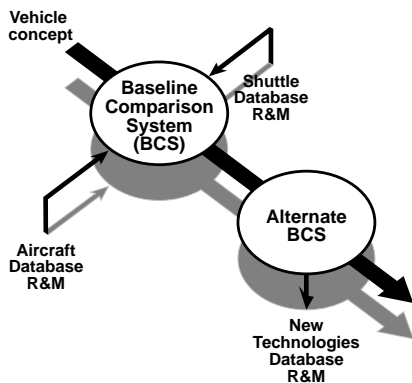 Vehicle
concept
Baseline
Comparison
System
(BCS)
Shuttle
Database
R&M
Aircraft
Database
R&M
Alternate
BCS
New
Technologies
Database
R&M